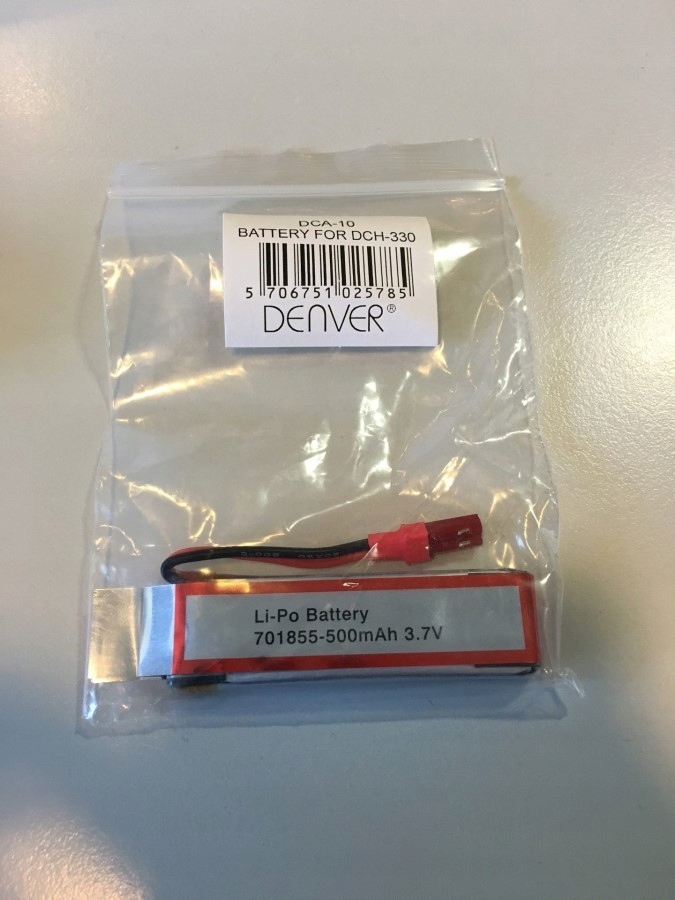 DCA-10
BATTERY FOR DCH-330
5 706751 025785
DENVER®
Li-Po Battery
701855-500mAh 3.7V